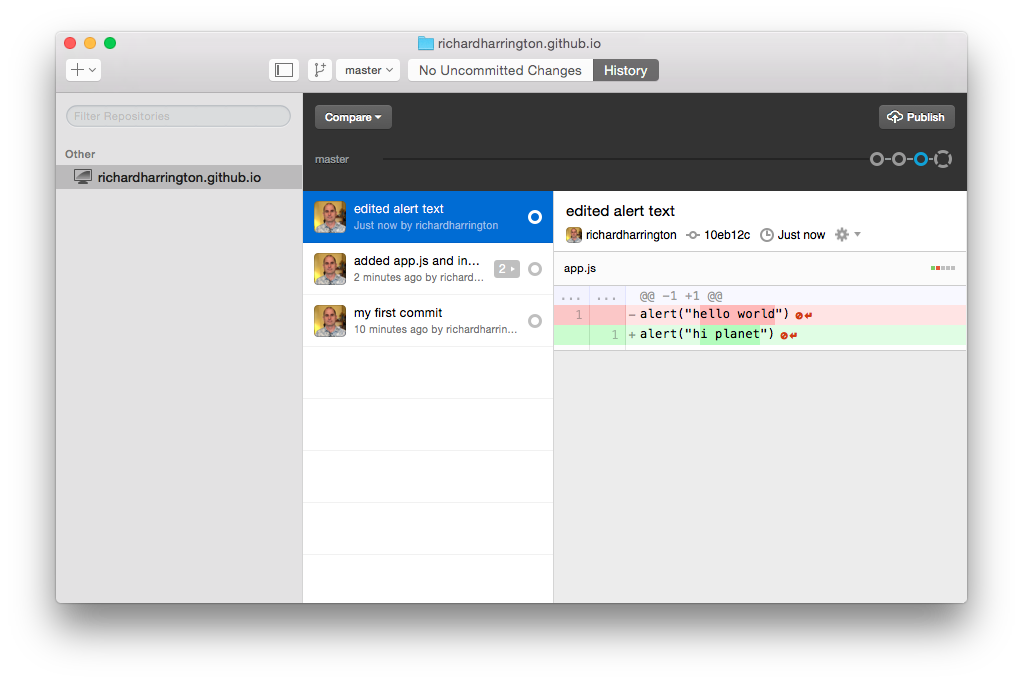 richardharrington.github.io
master
No Uncommitted Changes
History
Filter Repositories
Other
richardharrington.github.io
Compare
Publish
master
edited alert text
Just now by richardharrington
added app.js and in...
2 minutes ago by richard...
2
my first commit
10 minutes ago by richardharrin...
edited alert text
richardharrington 10eb12c Just now
app.js
... ... @@ -1 +1 @@
1 - alert("hello world")
1 + alert("hi planet")